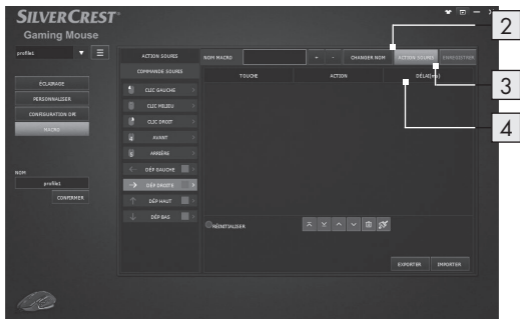 SILVERCREST
Gaming Mouse
profile1
ÉCLAIRAGE
PERSONNALISER
CONFIGURATION DPI
MACRO
NOM
profile1
CONFIRMER
ACTION SOURIS
COMMANDE SOURIS
CLIC GAUCHE
CLIC MILIEU
CLIC DROIT
AVANT
ARRIÈRE
DÉP GAUCHE
DÉP DROITE
DÉP HAUT
DÉP BAS
NOM MACRO
+
-
CHANGER NOM
ACTION SOURIS
ENREGISTRER
TOUCHE
ACTION
DÉLAI(ms)
RÉINITIALISER
EXPORTER
IMPORTER
2
3
4